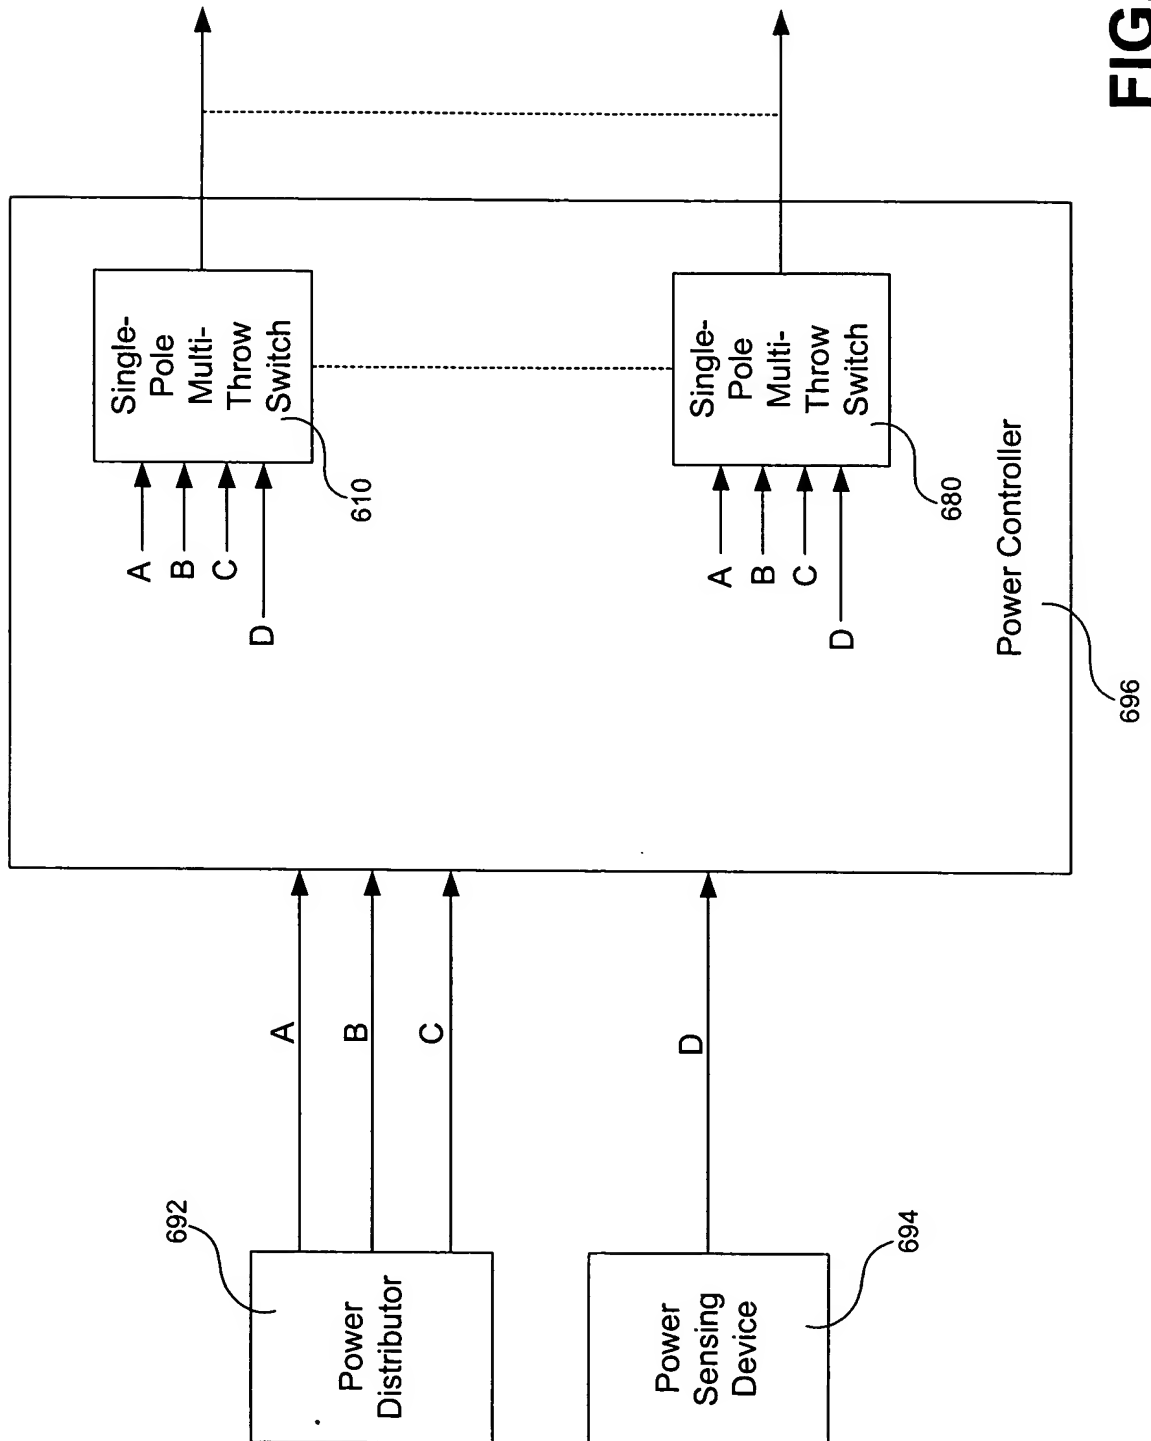 FIG.
Single-
Pole
Multi-
Throw
Switch
A
B
C
D
610
Single-
Pole
Multi-
Throw
Switch
A
B
C
D
680
Power Controller
696
A
B
C
D
692
Power
Distributor
694
Power
Sensing
Device